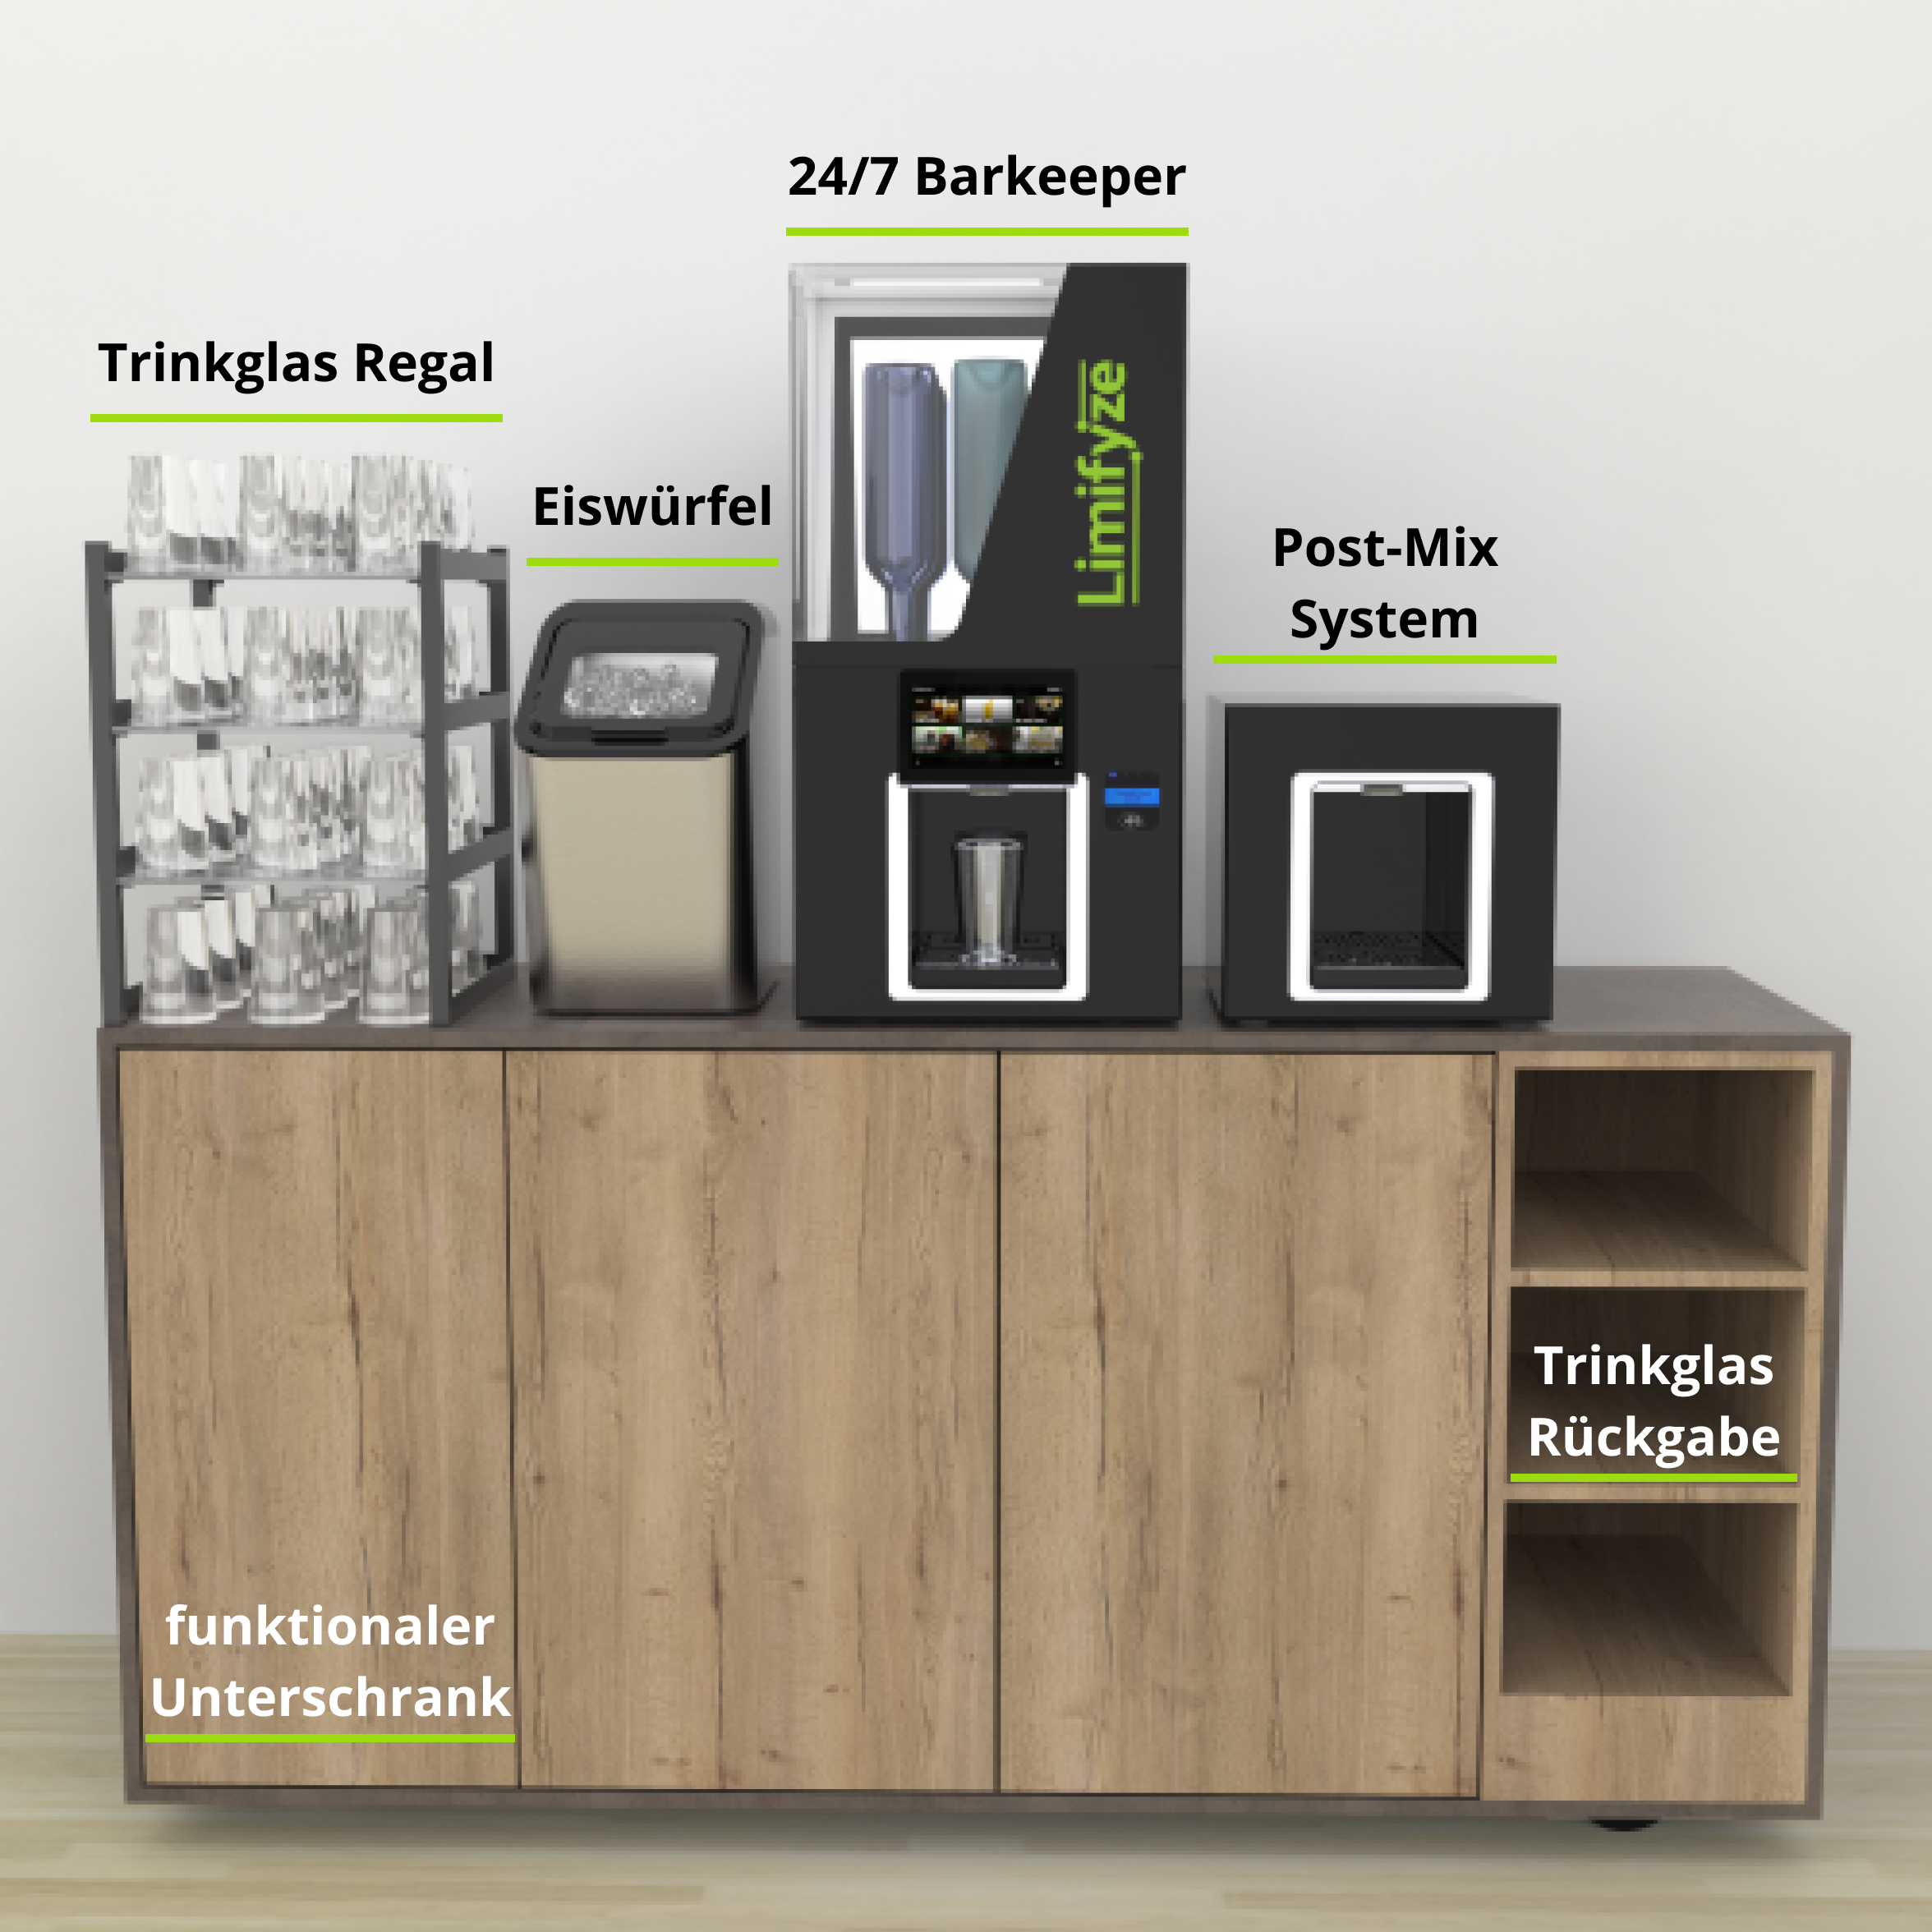 24/7 Barkeeper
Trinkglas Regal
Eiswürfel
Limifyze
Post-Mix
System
Trinkglas
Rückgabe
funktionaler
Unterschrank